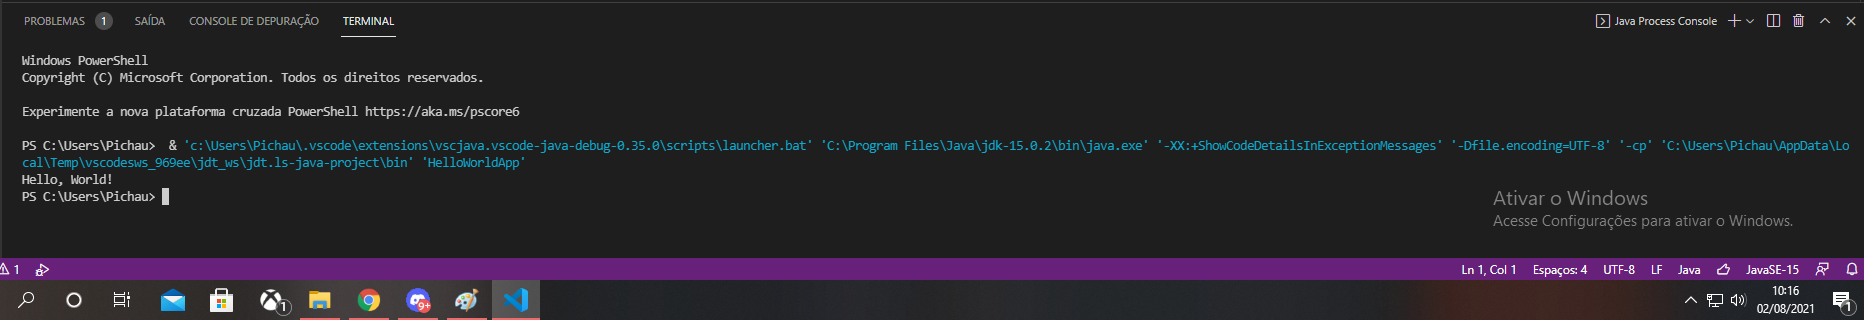 PROBLEMAS 1 SAÍDA CONSOLE DE DEPURAÇÃO TERMINAL Java Process Console
Windows PowerShell
Copyright (C) Microsoft Corporation. Todos os direitos reservados.
Experimente a nova plataforma cruzada PowerShell https://aka.ms/pscore6
PS C:\Users\Pichau>  & 'c:\Users\Pichau\.vscode\extensions\vscjava.vscode-java-debug-0.35.0\scripts\launcher.bat' 'C:\Program Files\Java\jdk-15.0.2\bin\java.exe' '-XX:+ShowCodeDetailsInExceptionMessages' '-Dfile.encoding=UTF-8' '-cp' 'C:\Users\Pichau\AppData\Lo
cal\Temp\vscodesws_969ee\jdt_ws\jdt.ls-java-project\bin' 'HelloWorldApp'
Hello, World!
PS C:\Users\Pichau>
Ativar o Windows
Acesse Configurações para ativar o Windows.
1 Ln 1, Col 1 Espaços: 4 UTF-8 LF Java JavaSE-15
1 9+ 10:16 1
02/08/2021